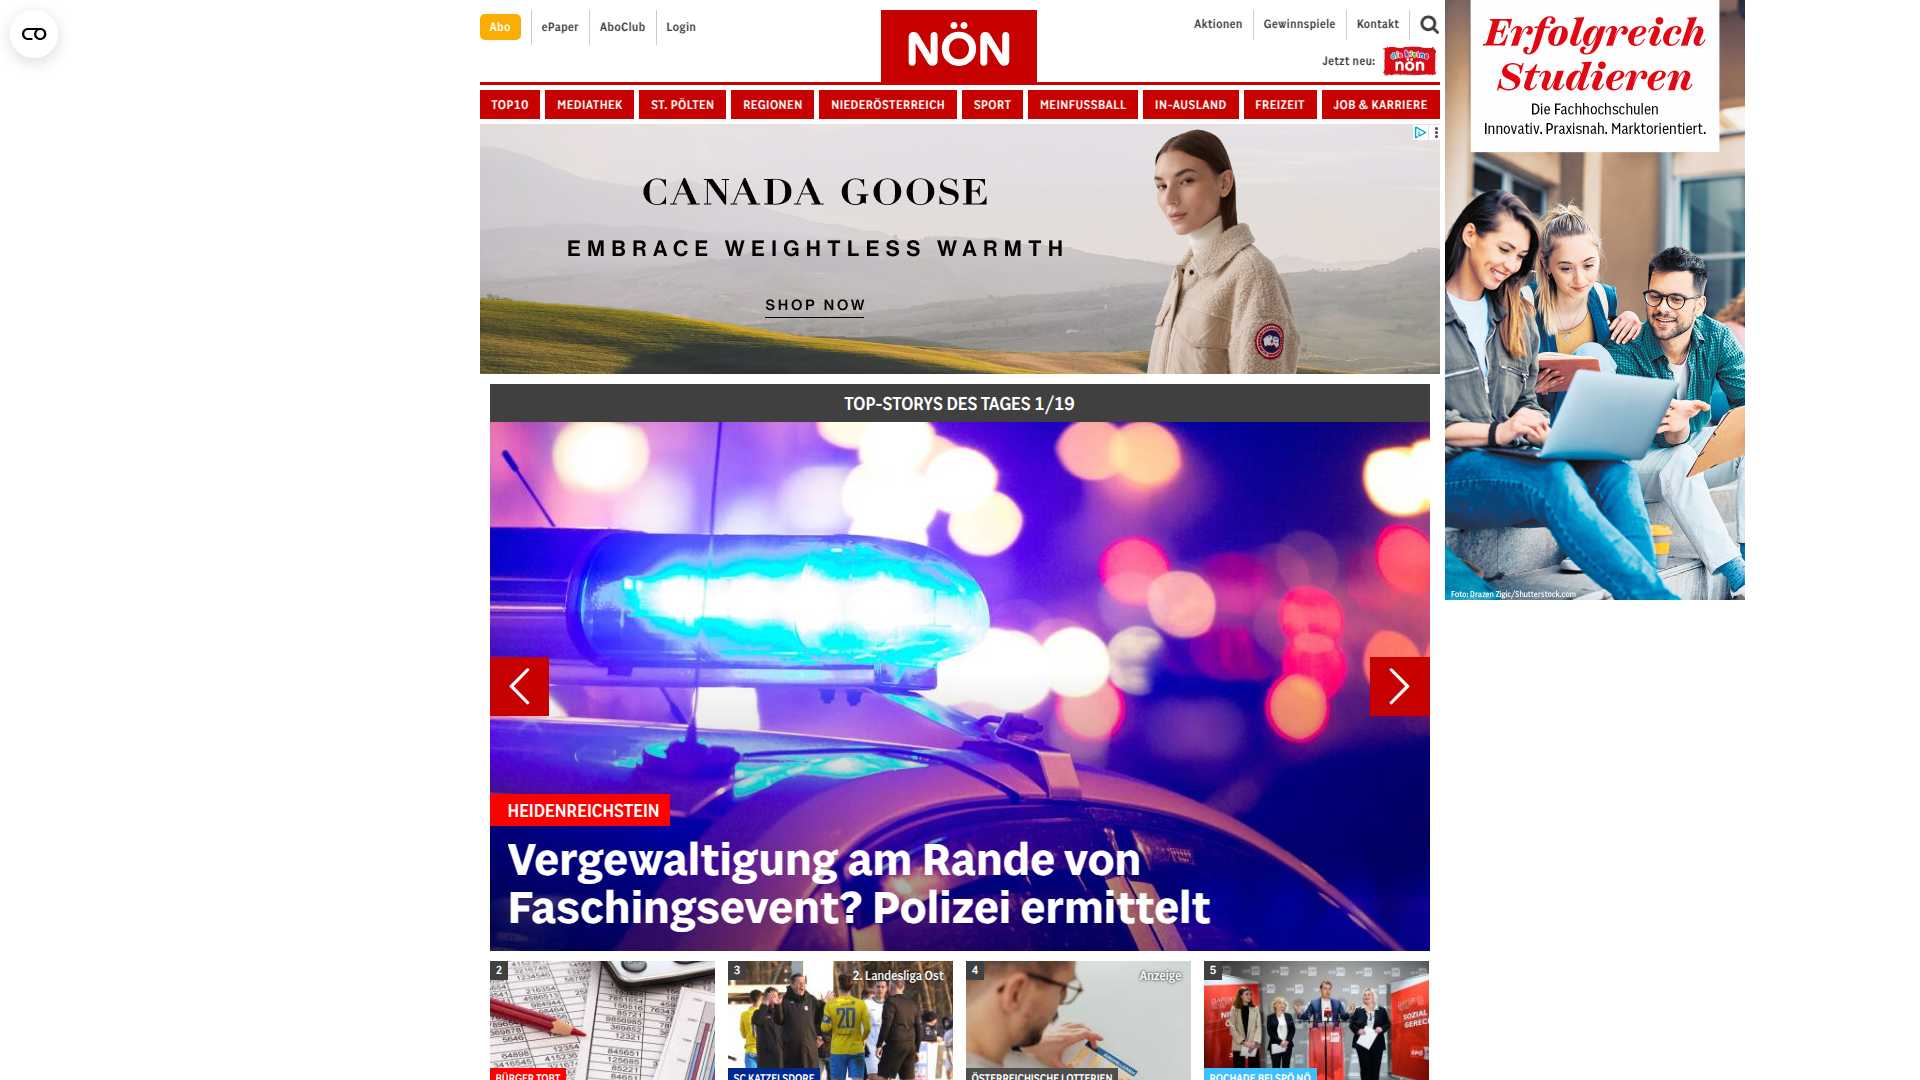 Abo
ePaper
AboClub
Login
NÖN
Aktionen
Gewinnspiele
Kontakt
Jetzt neu:
die kleine
nön
TOP10
MEDIATHEK
ST. PÖLTEN
REGIONEN
NIEDERÖSTERREICH
SPORT
MEINFUSSBALL
IN-AUSLAND
FREIZEIT
JOB & KARRIERE
CANADA GOOSE
EMBRACE WEIGHTLESS WARMTH
SHOP NOW
Erfolgreich
Studieren
Die Fachhochschulen
Innovativ. Praxisnah. Marktorientiert.
Foto: Drazen Zigic/Shutterstock.com
TOP-STORYS DES TAGES 1/19
HEIDENREICHSTEIN
Vergewaltigung am Rande von
Faschingsevent? Polizei ermittelt
2
BÜRGER TORT
3
2. Landesliga Ost
20
SC KATZELSDORF
4
Anzeige
ÖSTERREICHISCHE LOTTERIEN
5
ROCHADE BEI SPÖ NÖ